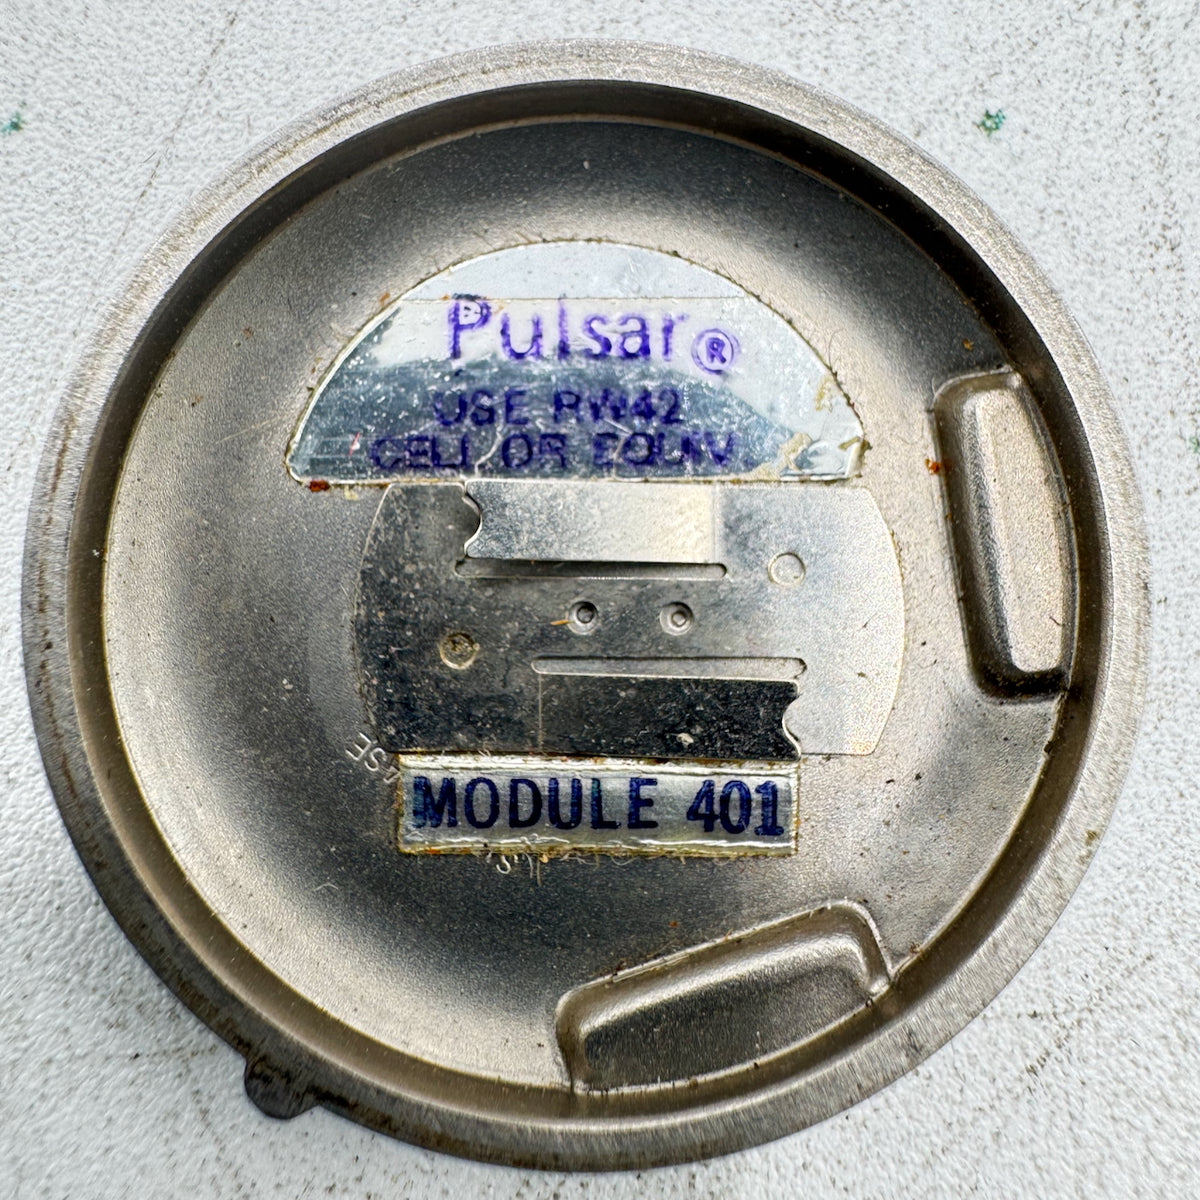 Pulsar®
USE RW42
CELL OR EQUIV.
MODULE 401